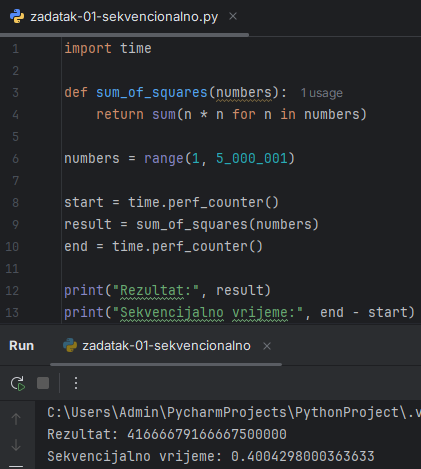 zadatak-01-sekvencionalno.py
1 import time
2
3 def sum_of_squares(numbers): 1 usage
4 return sum(n * n for n in numbers)
5
6 numbers = range(1, 5_000_001)
7
8 start = time.perf_counter()
9 result = sum_of_squares(numbers)
10 end = time.perf_counter()
11
12 print("Rezultat:", result)
13 print("Sekvencijalno vrijeme:", end - start)
Run zadatak-01-sekvencionalno
C:\Users\Admin\PycharmProjects\PythonProject\.v
Rezultat: 41666679166667500000
Sekvencijalno vrijeme: 0.4004298000363633